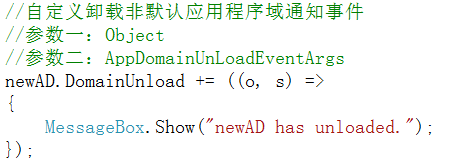 //自定义卸载非默认应用程序域通知事件
//参数一：Object
//参数二：AppDomainUnLoadEventArgs
newAD.DomainUnload += ((o, s) =>
{
    MessageBox.Show("newAD has unloaded.");
});